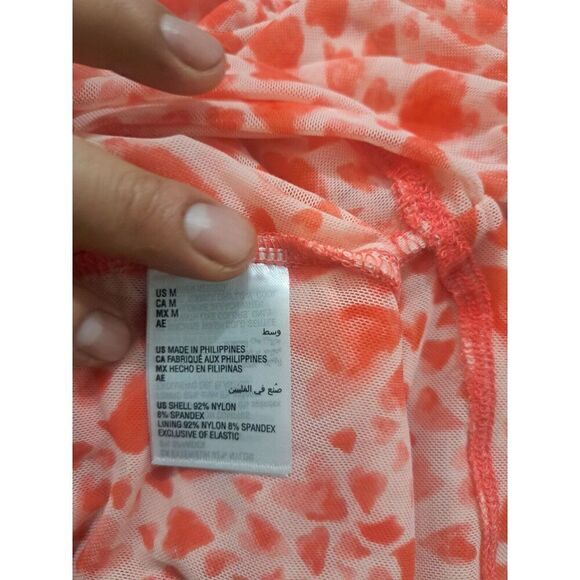 US M
CA M
MX M
AE
وسط
US MADE IN PHILIPPINES
CA FABRIQUÉ AUX PHILIPPINES
MX HECHO EN FILIPINAS
AE
صُنع في الفلبين
US SHELL 92% NYLON
8% SPANDEX
LINING 92% NYLON 8% SPANDEX
EXCLUSIVE OF ELASTIC